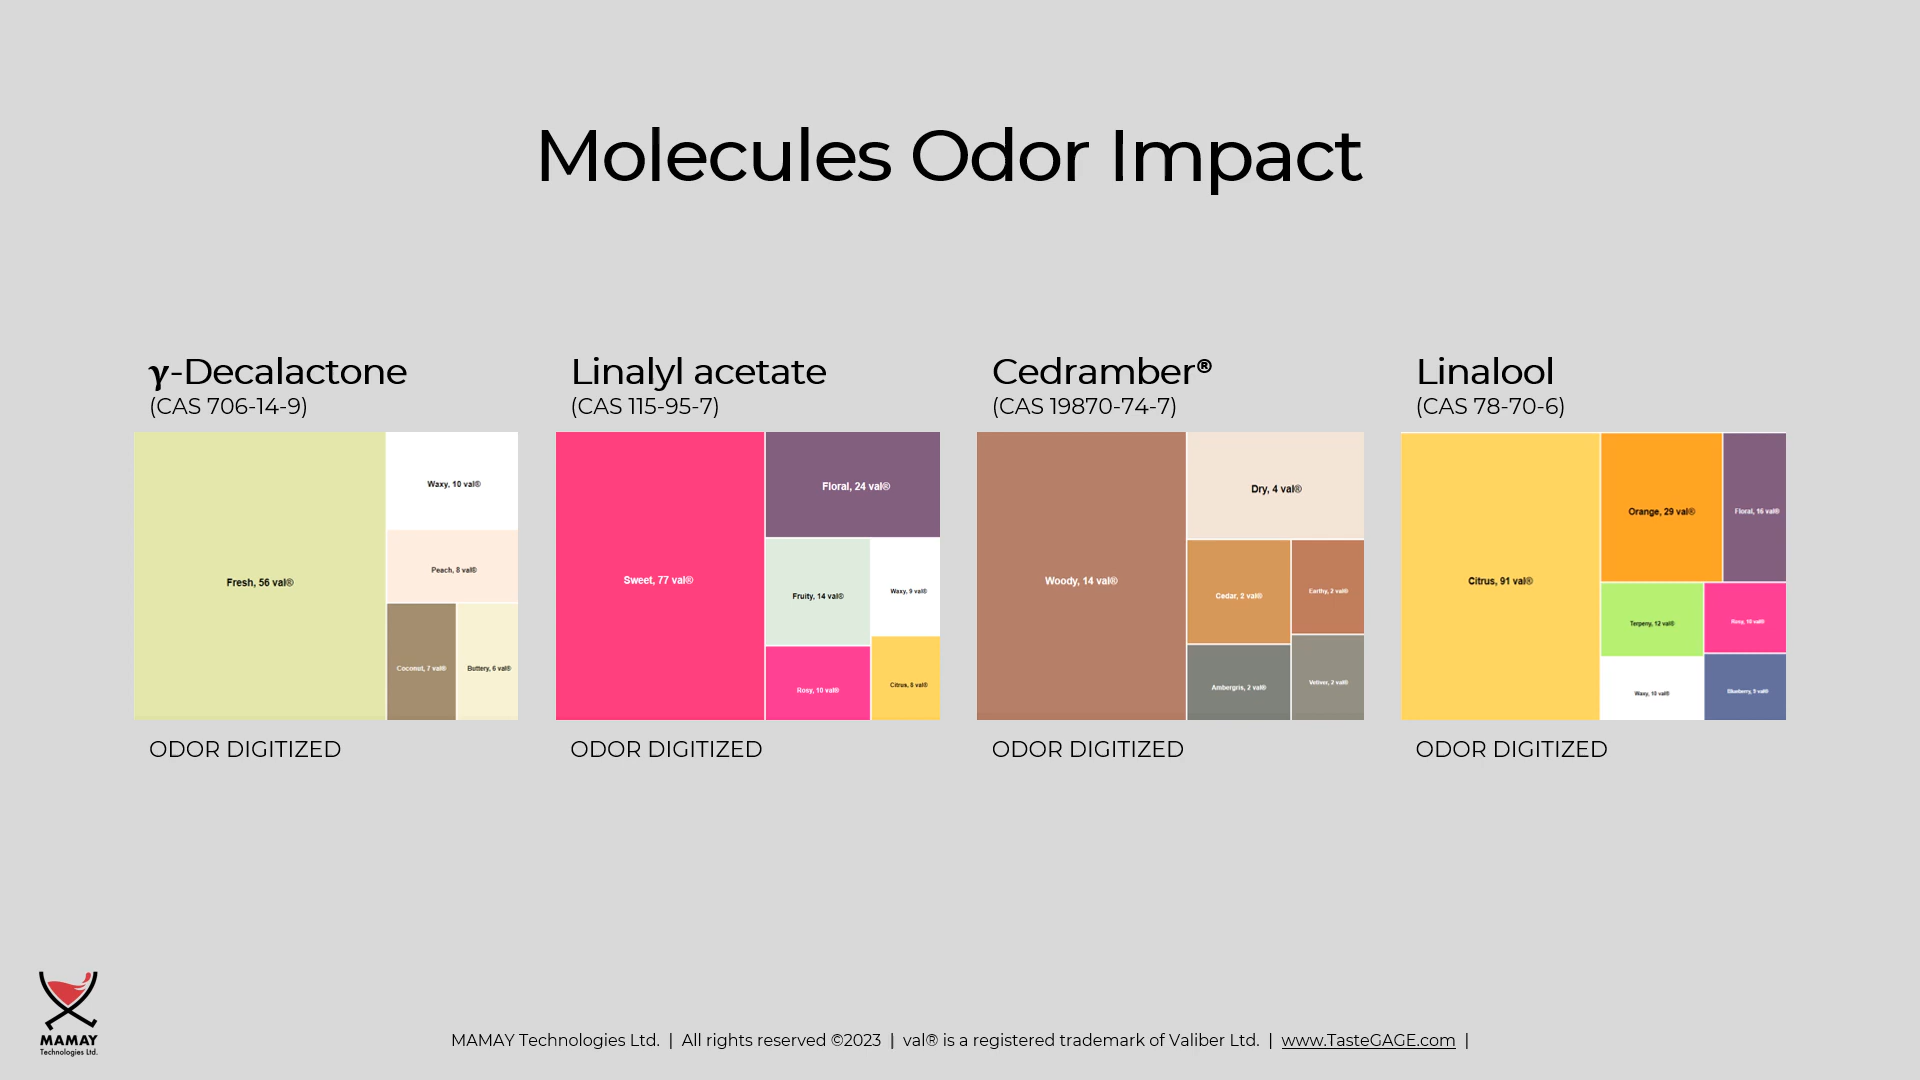 Molecules Odor Impact
γ-Decalactone
(CAS 706-14-9)
Fresh, 56 val®
Waxy, 10 val®
Peach, 8 val®
Coconut, 7 val®
Buttery, 6 val®
ODOR DIGITIZED
Linalyl acetate
(CAS 115-95-7)
Sweet, 77 val®
Floral, 24 val®
Fruity, 14 val®
Waxy, 9 val®
Rosy, 10 val®
Citrus, 8 val®
ODOR DIGITIZED
Cedramber®
(CAS 19870-74-7)
Woody, 14 val®
Dry, 4 val®
Cedar, 2 val®
Earthy, 2 val®
Ambergris, 2 val®
Vetiver, 2 val®
ODOR DIGITIZED
Linalool
(CAS 78-70-6)
Citrus, 91 val®
Orange, 29 val®
Floral, 16 val®
Terpeny, 12 val®
Rosy, 10 val®
Waxy, 10 val®
Blueberry, 9 val®
ODOR DIGITIZED
MAMAY
Technologies Ltd.
MAMAY Technologies Ltd. | All rights reserved ©2023 | val® is a registered trademark of Valiber Ltd. | www.TasteGAGE.com |